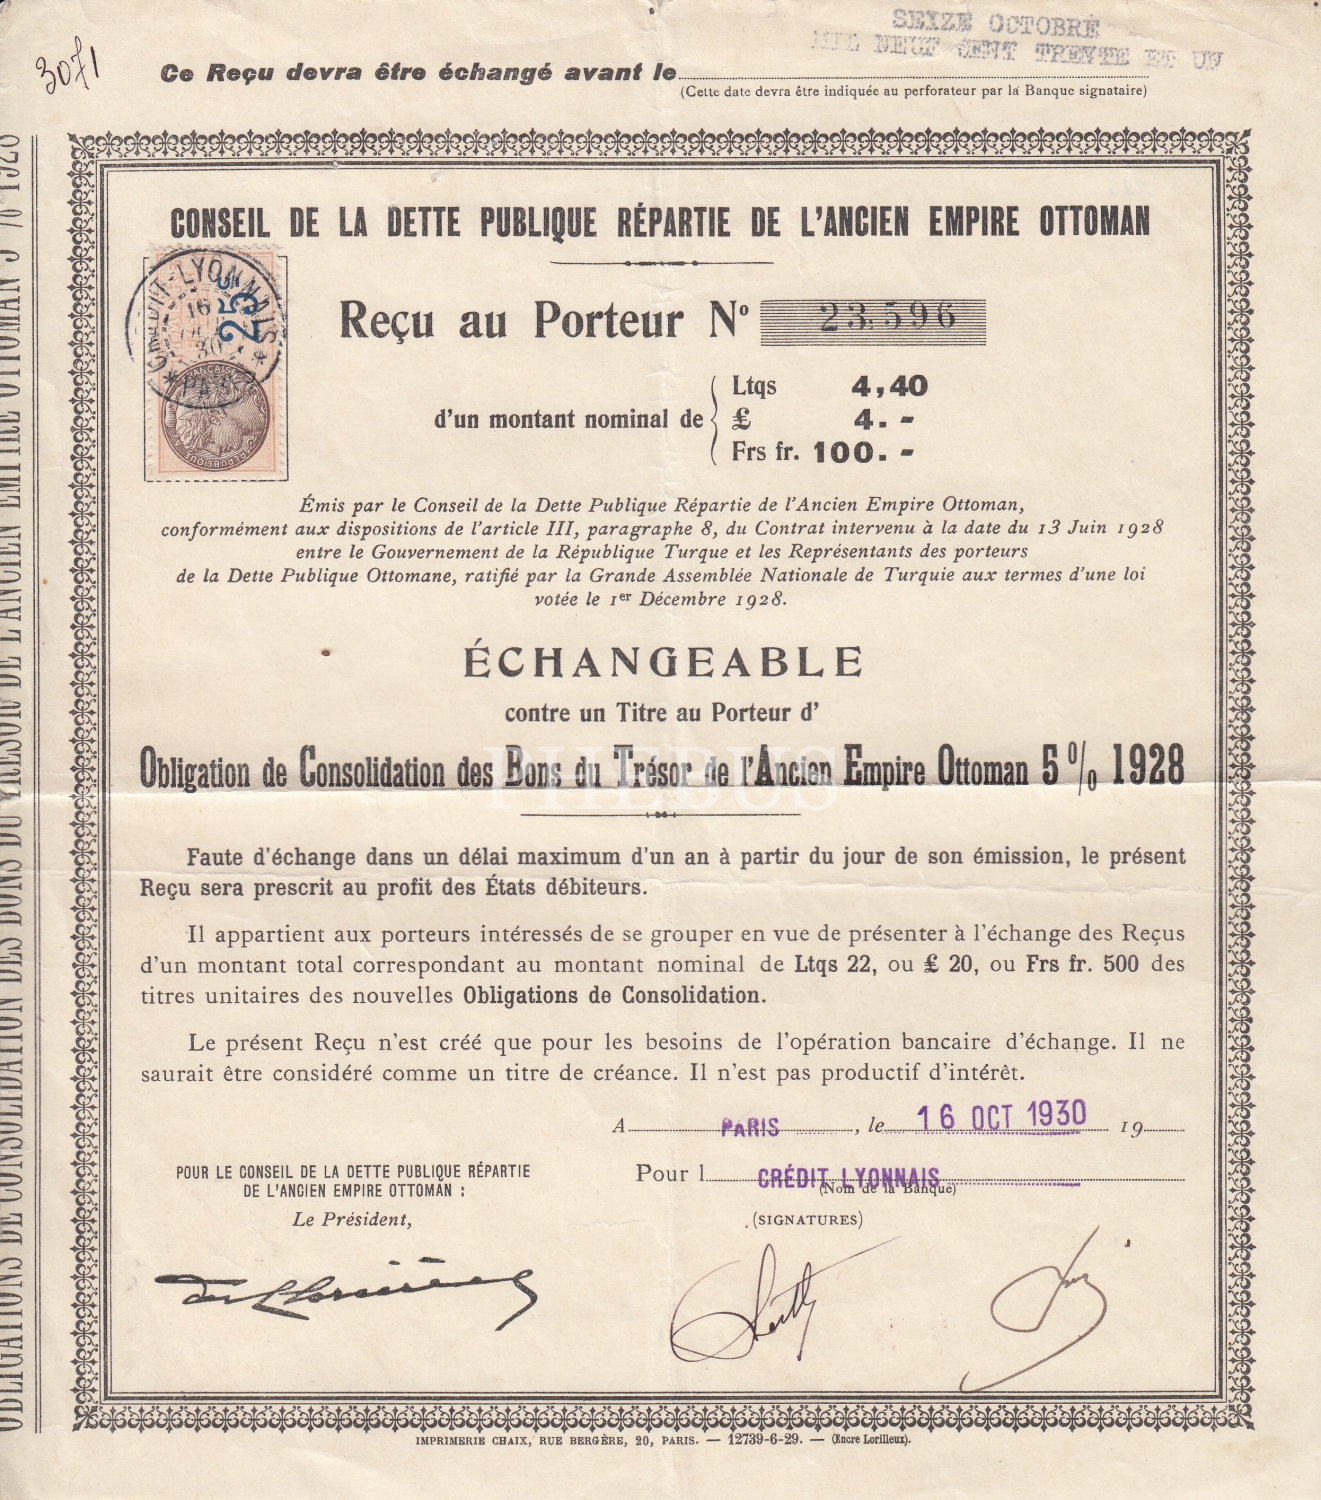 SEIZE OCTOBRE
MIL NEUF CENT TRENTE ET UN
3071
Ce Reçu devra être échangé avant le
(Cette date devra être indiquée au perforateur par la Banque signataire)
CONSEIL DE LA DETTE PUBLIQUE RÉPARTIE DE L'ANCIEN EMPIRE OTTOMAN
CRÉDIT-LYONNAIS
16
30
PARIS
25c
RÉPUBLIQUE FRANÇAISE
Reçu au Porteur Nº 23.596
d'un montant nominal de
Ltqs 4,40
£ 4. -
Frs fr. 100. -
Émis par le Conseil de la Dette Publique Répartie de l'Ancien Empire Ottoman,
conformément aux dispositions de l'article III, paragraphe 8, du Contrat intervenu à la date du 13 Juin 1928
entre le Gouvernement de la République Turque et les Représentants des porteurs
de la Dette Publique Ottomane, ratifié par la Grande Assemblée Nationale de Turquie aux termes d'une loi
votée le 1er Décembre 1928.
ÉCHANGEABLE
contre un Titre au Porteur d'
Obligation de Consolidation des Bons du Trésor de l'Ancien Empire Ottoman 5% 1928
PHEBUS
Faute d'échange dans un délai maximum d'un an à partir du jour de son émission, le présent
Reçu sera prescrit au profit des États débiteurs.
Il appartient aux porteurs intéressés de se grouper en vue de présenter à l'échange des Reçus
d'un montant total correspondant au montant nominal de Ltqs 22, ou £ 20, ou Frs fr. 500 des
titres unitaires des nouvelles Obligations de Consolidation.
Le présent Reçu n'est créé que pour les besoins de l'opération bancaire d'échange. Il ne
saurait être considéré comme un titre de créance. Il n'est pas productif d'intérêt.
A PARIS, le 16 OCT 1930 19
POUR LE CONSEIL DE LA DETTE PUBLIQUE RÉPARTIE
DE L'ANCIEN EMPIRE OTTOMAN :
Le Président,
Pour l CRÉDIT LYONNAIS
(Nom de la Banque)
(SIGNATURES)
IMPRIMERIE CHAIX, RUE BERGÈRE, 20, PARIS. — 12739-6-29. — (Encre Lorilleux).
OBLIGATIONS DE CONSOLIDATION DES BONS DU TRÉSOR DE L'ANCIEN EMPIRE OTTOMAN 5 % 1928